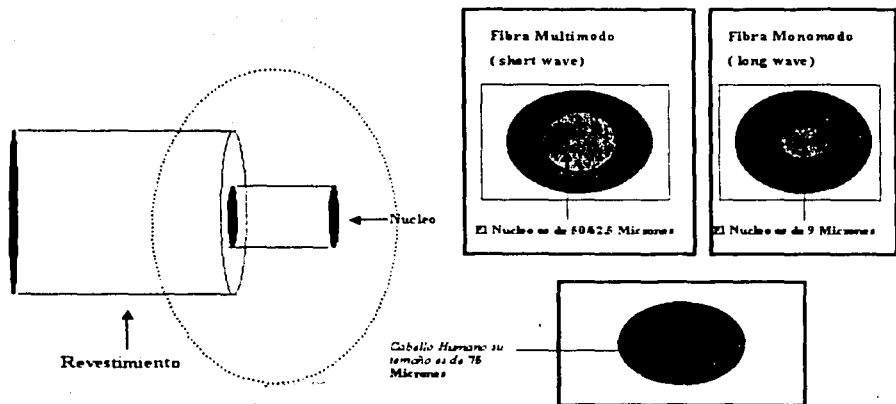 Nucleo
Revestimiento
Fibra Multimodo
(short wave)
El Nucleo es de 50&62.5 Micrones
Fibra Monomodo
(long wave)
El Nucleo es de 9 Micrones
Cabello Humano su
tamaño es de 75
Micrones